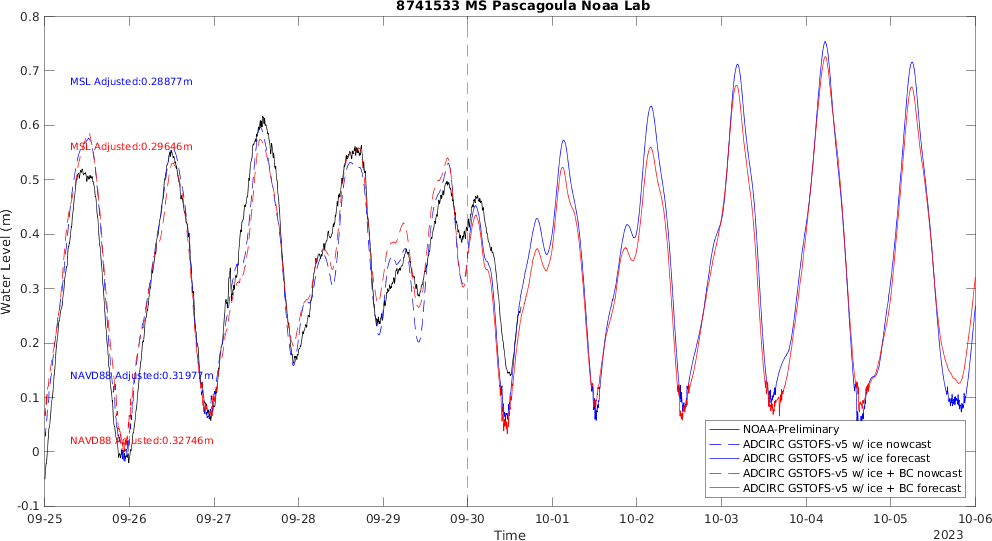 8741533 MS Pascagoula Noaa Lab
0.8
0.7
0.6
0.5
0.4
0.3
0.2
0.1
0
-0.1
Water Level (m)
MSL Adjusted:0.28877m
MSL Adjusted:0.29646m
NAVD88 Adjusted:0.31977m
NAVD88 Adjusted:0.32746m
NOAA-Preliminary
ADCIRC GSTOFS-v5 w/ ice nowcast
ADCIRC GSTOFS-v5 w/ ice forecast
ADCIRC GSTOFS-v5 w/ ice + BC nowcast
ADCIRC GSTOFS-v5 w/ ice + BC forecast
09-25 09-26 09-27 09-28 09-29 09-30 10-01 10-02 10-03 10-04 10-05 10-06
Time
2023